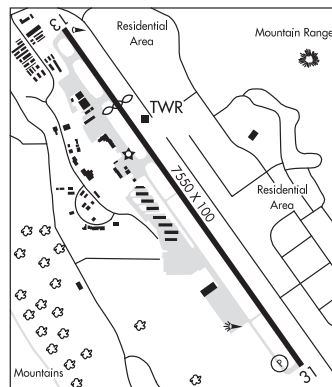 13
Residential
Area
Mountain Range
TWR
7550 X 100
Residential
Area
Mountains
P
31